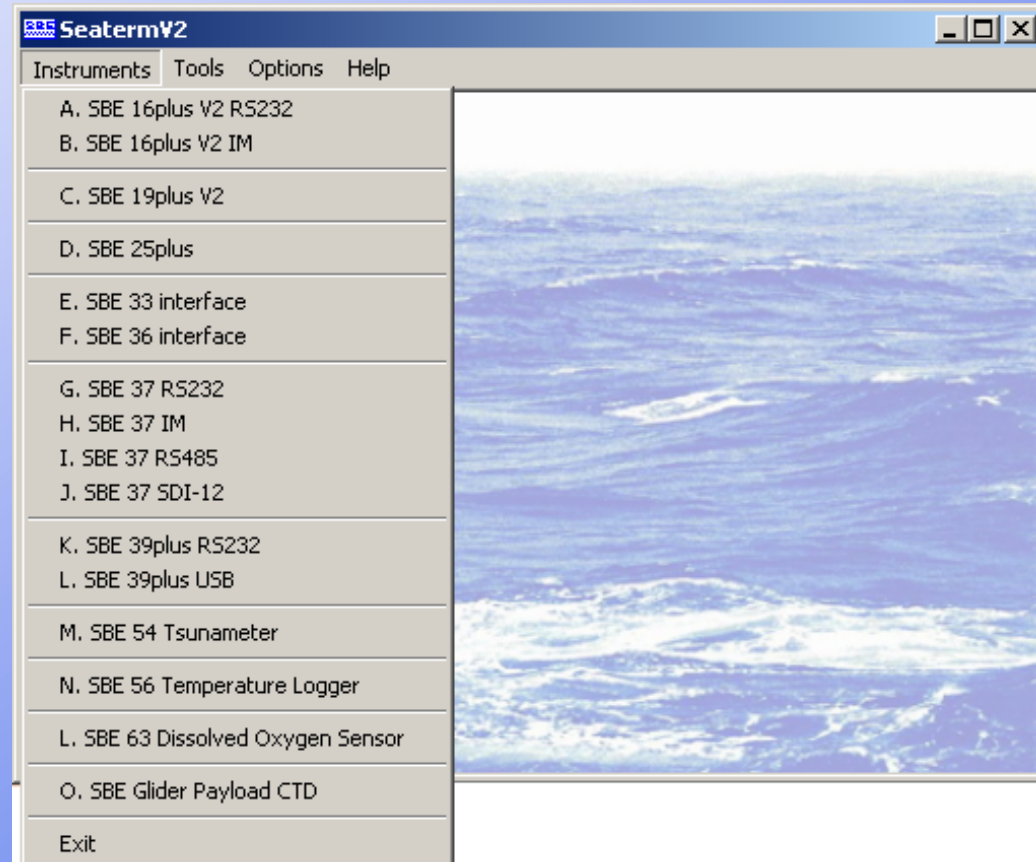 SBE SeatermV2
Instruments Tools Options Help
A. SBE 16plus V2 RS232
B. SBE 16plus V2 IM
C. SBE 19plus V2
D. SBE 25plus
E. SBE 33 interface
F. SBE 36 interface
G. SBE 37 RS232
H. SBE 37 IM
I. SBE 37 RS485
J. SBE 37 SDI-12
K. SBE 39plus RS232
L. SBE 39plus USB
M. SBE 54 Tsunameter
N. SBE 56 Temperature Logger
L. SBE 63 Dissolved Oxygen Sensor
O. SBE Glider Payload CTD
Exit